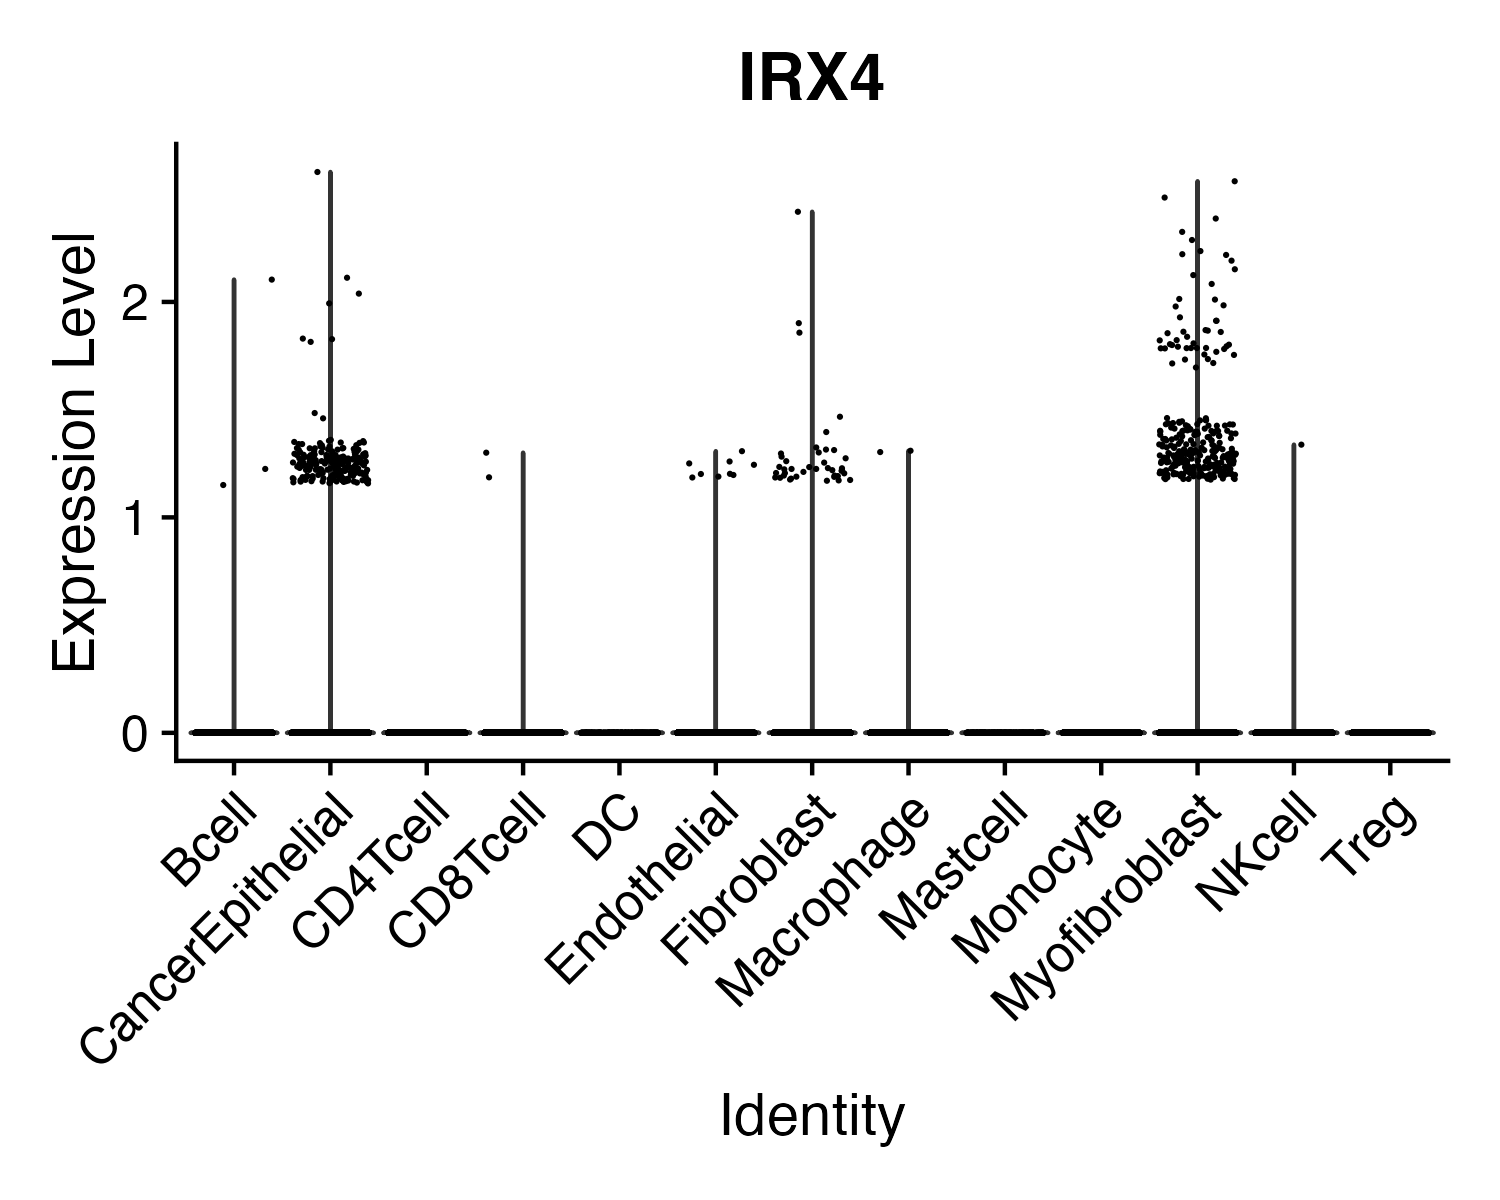 IRX4
Expression Level
2
1
0
Bcell
CancerEpithelial
CD4Tcell
CD8Tcell
DC
Endothelial
Fibroblast
Macrophage
Mastcell
Monocyte
Myofibroblast
NKcell
Treg
Identity